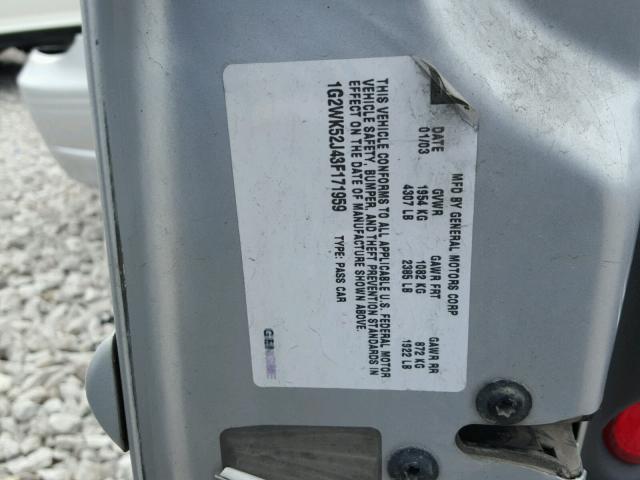 MFD BY GENERAL MOTORS CORP
DATE GVWR GAWR FRT GAWR RR
01/03 1954 KG 1082 KG 872 KG
4307 LB 2385 LB 1922 LB
THIS VEHICLE CONFORMS TO ALL APPLICABLE U.S. FEDERAL MOTOR
VEHICLE SAFETY, BUMPER, AND THEFT PREVENTION STANDARDS IN
EFFECT ON THE DATE OF MANUFACTURE SHOWN ABOVE.
1G2WK52J43F171959 TYPE: PASS CAR